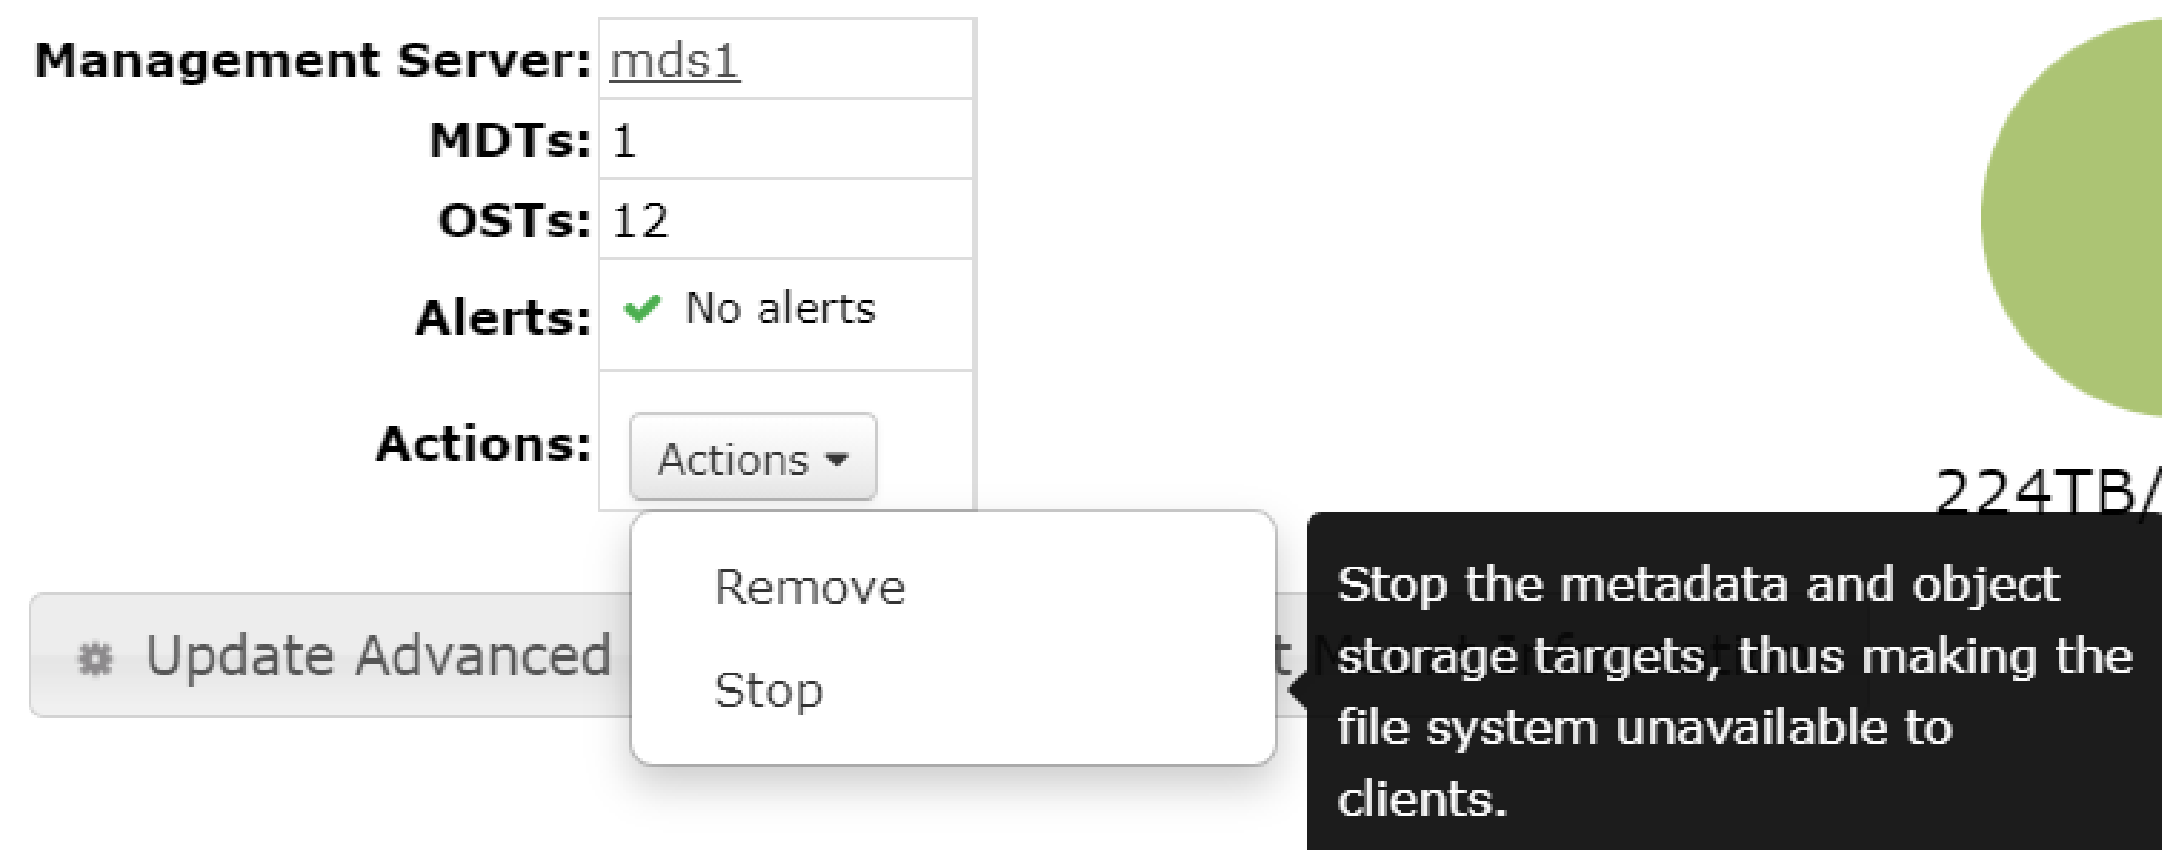 Management Server: mds1
MDTs: 1
OSTs: 12
Alerts: No alerts
Actions: Actions
224TB/
Remove
Stop
Update Advanced
Stop the metadata and object
storage targets, thus making the
file system unavailable to
clients.